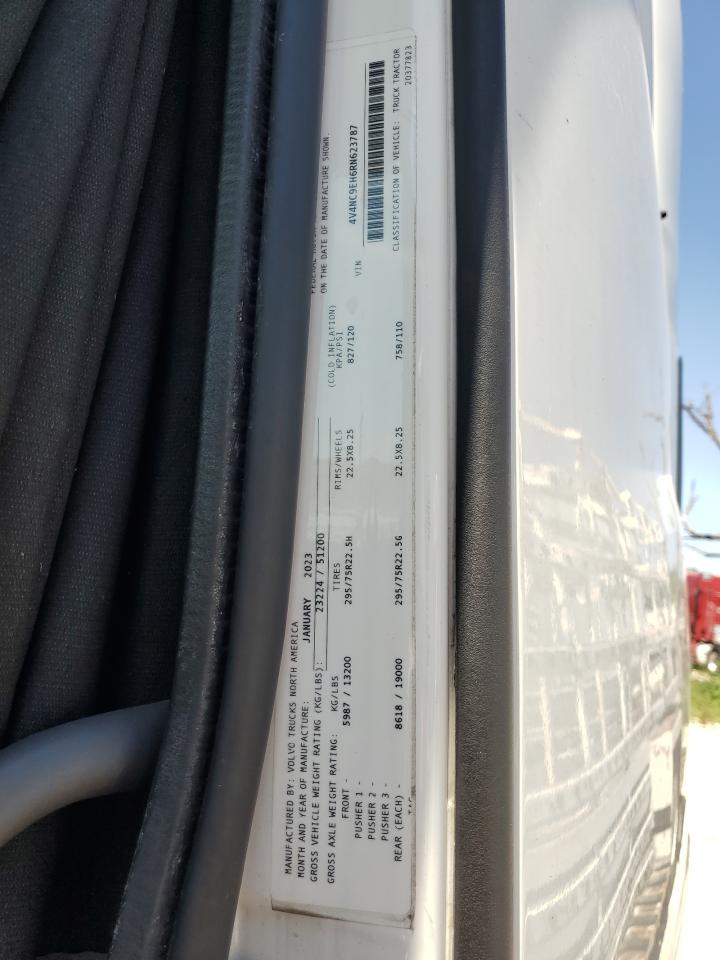 MANUFACTURED BY: VOLVO TRUCKS NORTH AMERICA
MONTH AND YEAR OF MANUFACTURE: JANUARY 2023
GROSS VEHICLE WEIGHT RATING (KG/LBS): 23224 / 51200
GROSS AXLE WEIGHT RATING: KG/LBS TIRES RIMS/WHEELS (COLD INFLATION) KPA/PSI
FRONT - 5987 / 13200 295/75R22.5H 22.5X8.25 827/120
PUSHER 1 -
PUSHER 2 -
PUSHER 3 -
REAR (EACH) - 8618 / 19000 295/75R22.5G 22.5X8.25 758/110
ON THE DATE OF MANUFACTURE SHOWN.
4V4NC9EH6RN623787
VIN
CLASSIFICATION OF VEHICLE: TRUCK TRACTOR
20377823